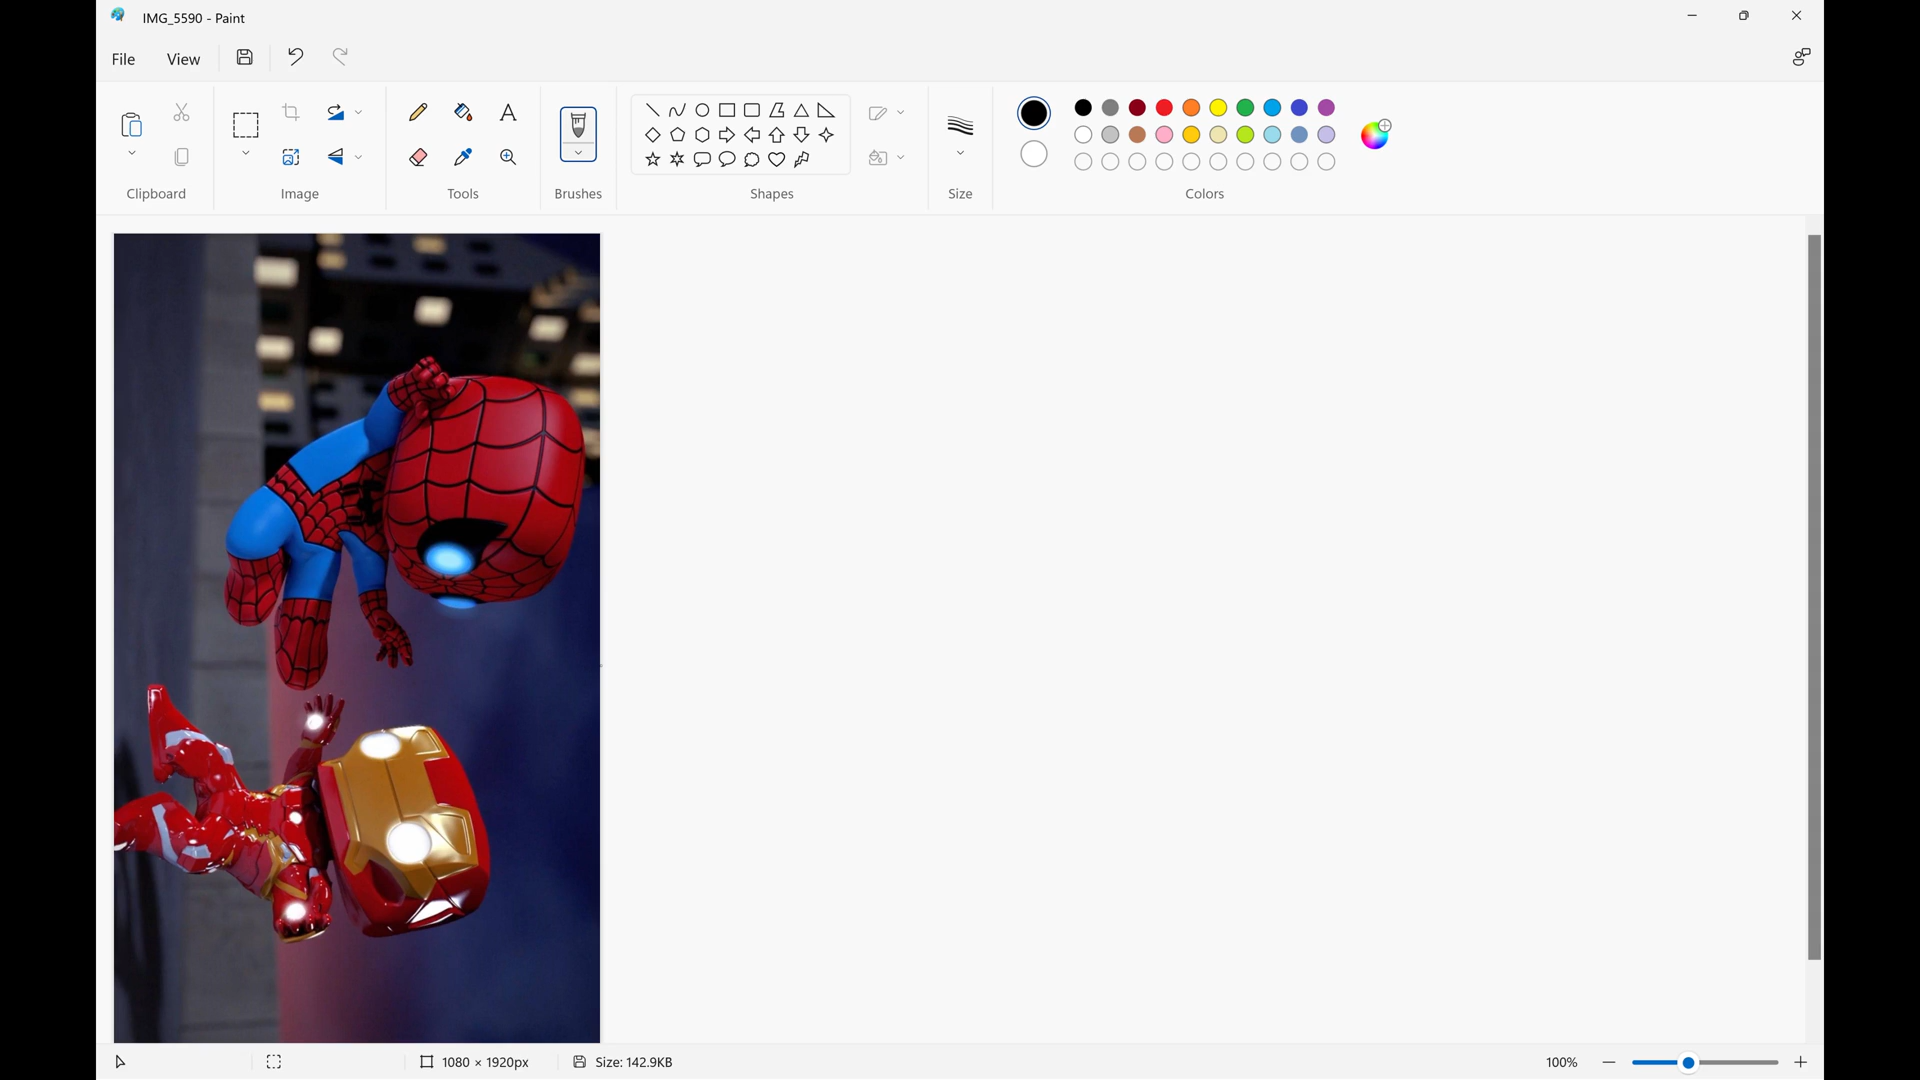 IMG_5590 - Paint
File View
Clipboard Image Tools Brushes Shapes Size Colors
1080 × 1920px Size: 142.9KB 100%